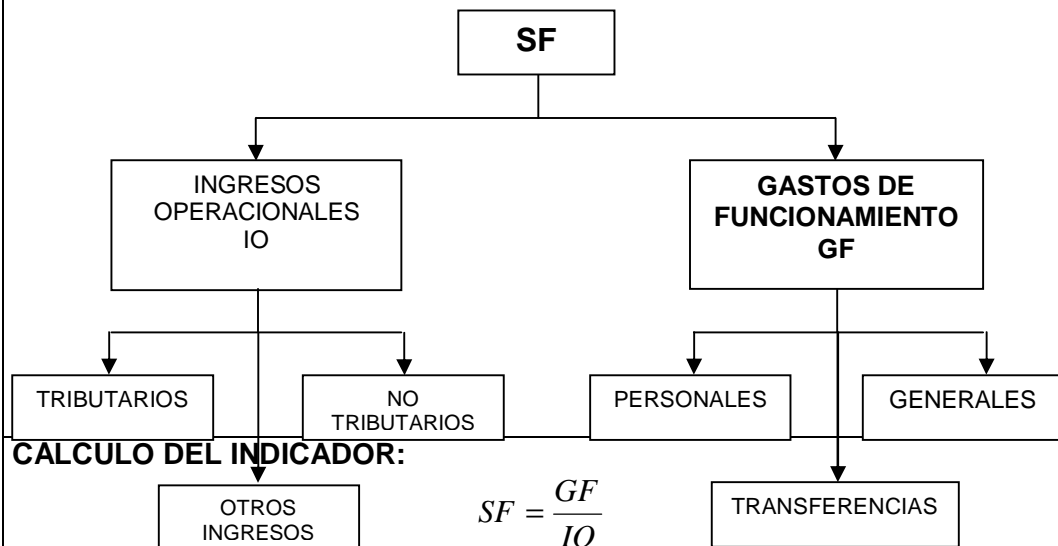 SF
INGRESOS
OPERACIONALES
IO
GASTOS DE
FUNCIONAMIENTO
GF
TRIBUTARIOS
NO
TRIBUTARIOS
PERSONALES
GENERALES
CALCULO DEL INDICADOR:
OTROS
INGRESOS
SF = GF / IO
TRANSFERENCIAS